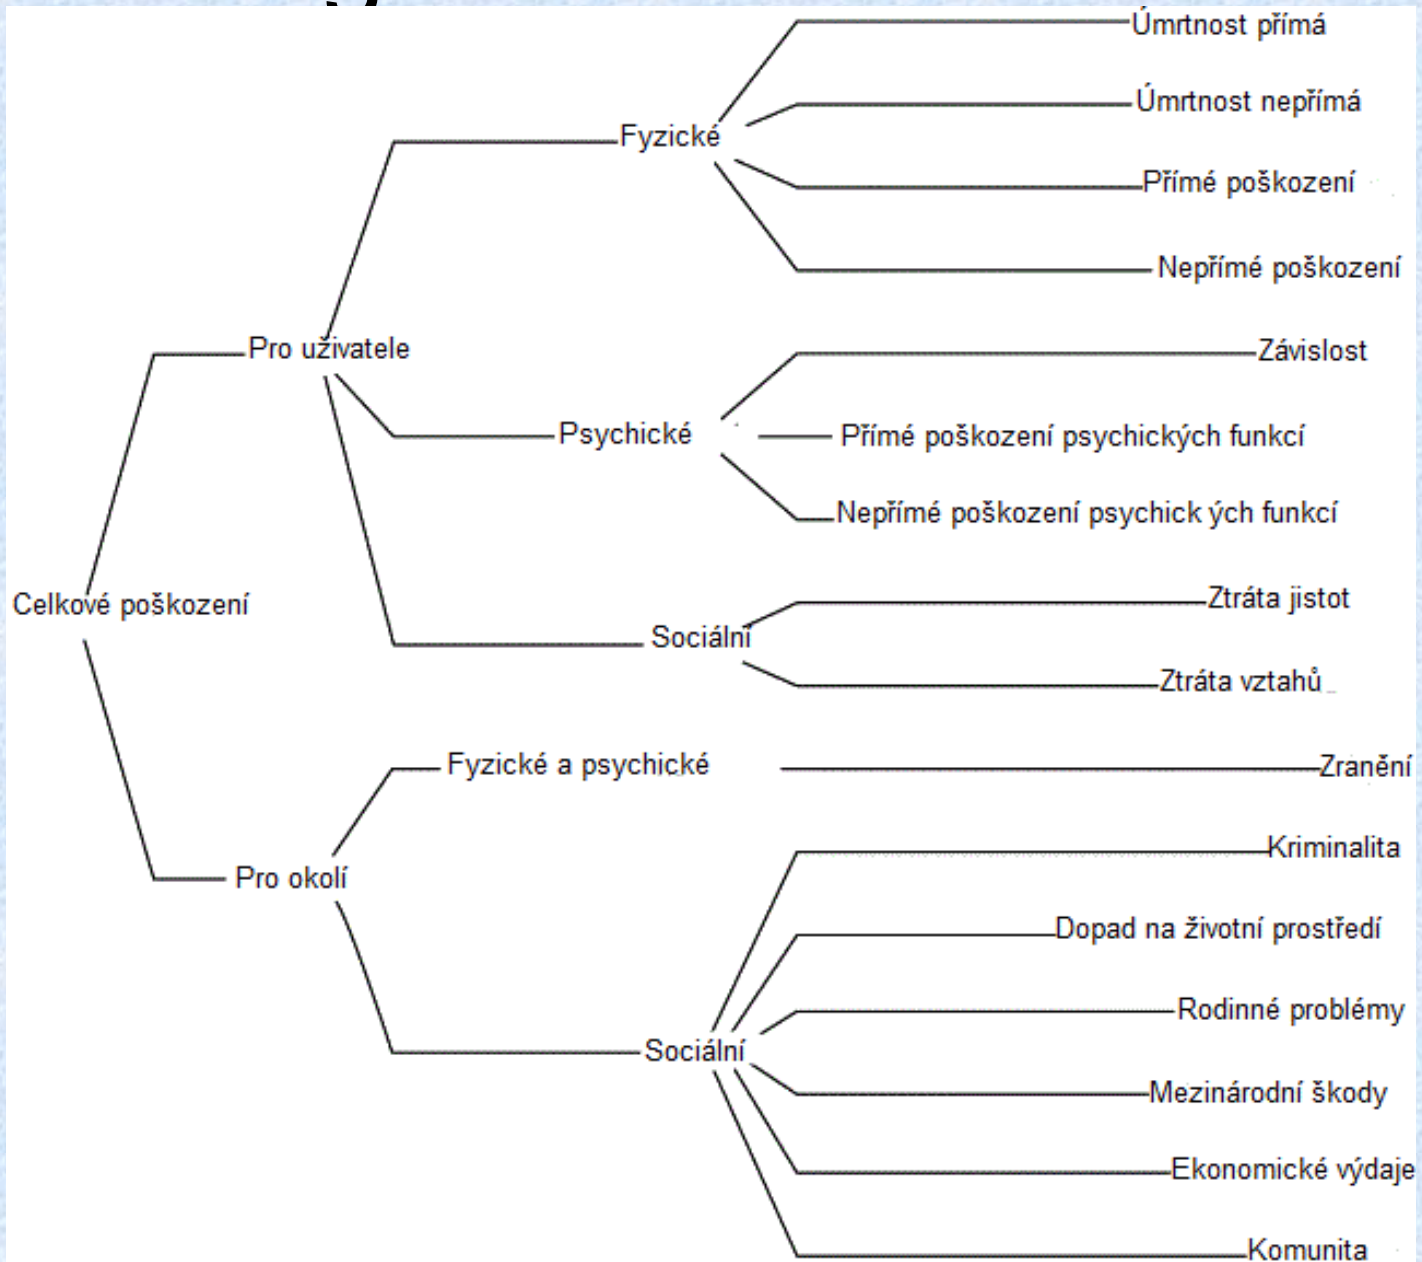 Úmrtnost přímá
Úmrtnost nepřímá
Fyzické
Přímé poškození
Nepřímé poškození
Pro uživatele
Závislost
Psychické
Přímé poškození psychických funkcí
Nepřímé poškození psychick ých funkcí
Celkové poškození
Ztráta jistot
Sociální
Ztráta vztahů
Fyzické a psychické
Zranění
Kriminalita
Pro okolí
Dopad na životní prostředí
Rodinné problémy
Sociální
Mezinárodní škody
Ekonomické výdaje
Komunita